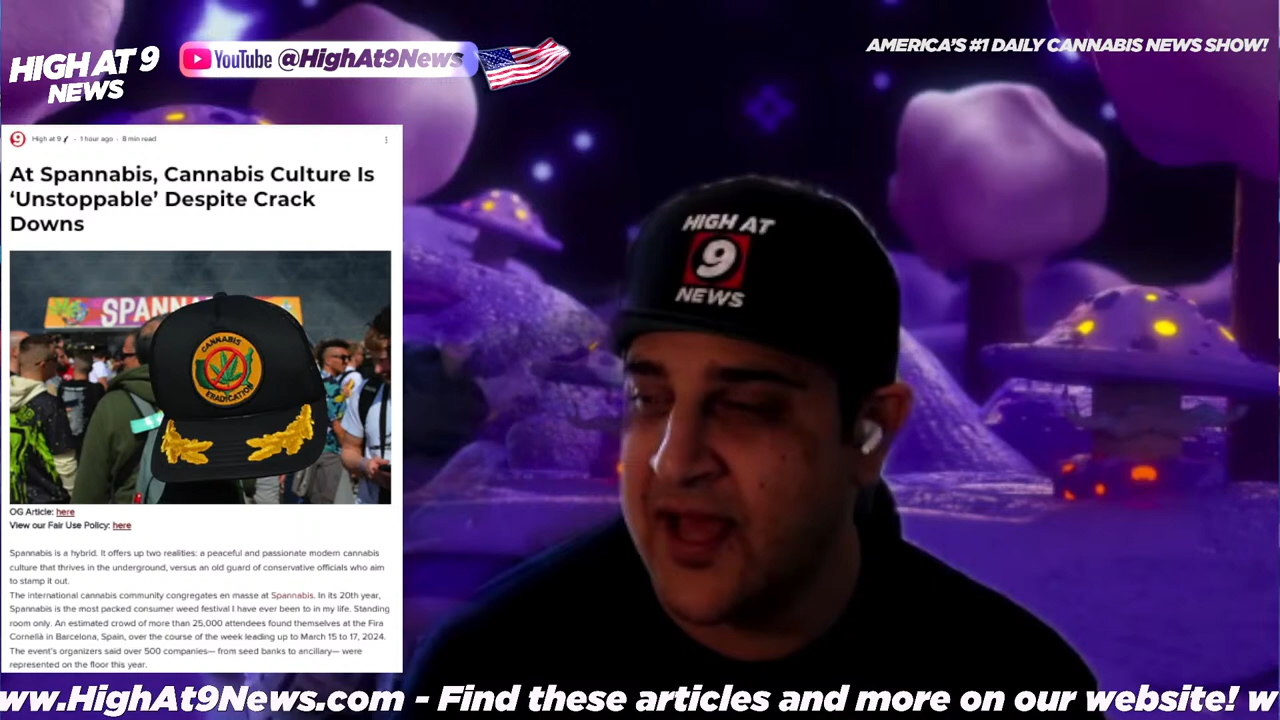 HIGH AT 9
NEWS
YouTube @HighAt9News
AMERICA'S #1 DAILY CANNABIS NEWS SHOW!
9 High at 9 · 1 hour ago · 8 min read
At Spannabis, Cannabis Culture Is
‘Unstoppable’ Despite Crack
Downs
SPANNA
CANNABIS
ERADICATION
OG Article: here
View our Fair Use Policy: here
Spannabis is a hybrid. It offers up two realities: a peaceful and passionate modern cannabis
culture that thrives in the underground, versus an old guard of conservative officials who aim
to stamp it out.
The international cannabis community congregates en masse at Spannabis. In its 20th year,
Spannabis is the most packed consumer weed festival I have ever been to in my life. Standing
room only. An estimated crowd of more than 25,000 attendees found themselves at the Fira
Cornellà in Barcelona, Spain, over the course of the week leading up to March 15 to 17, 2024.
The event's organizers said over 500 companies— from seed banks to ancillary— were
represented on the floor this year.
HIGH AT
9
NEWS
ww.HighAt9News.com - Find these articles and more on our website! w